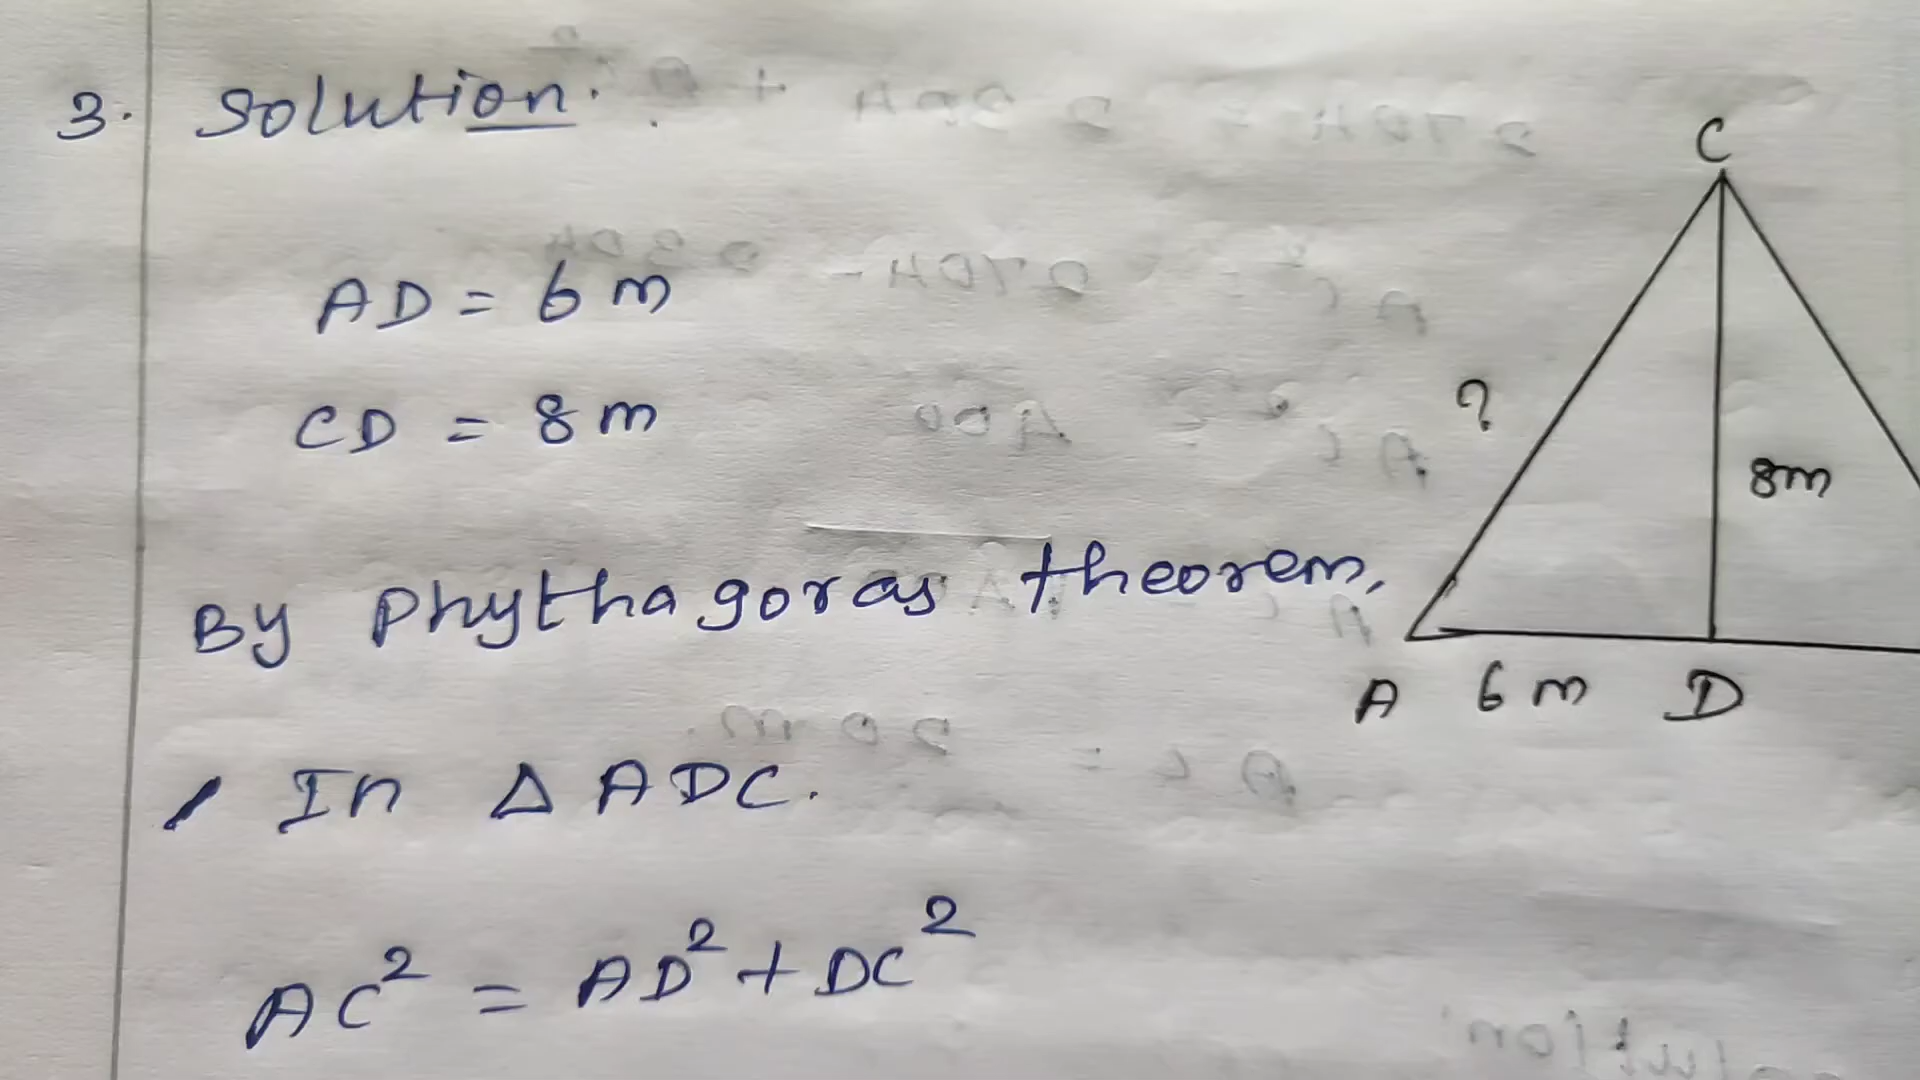 3. Solution.
C
AD = 6 m
CD = 8 m
?
8m
By Phythagoras theorem,
A 6 m D
In Δ ADC.
AC² = AD² + DC²